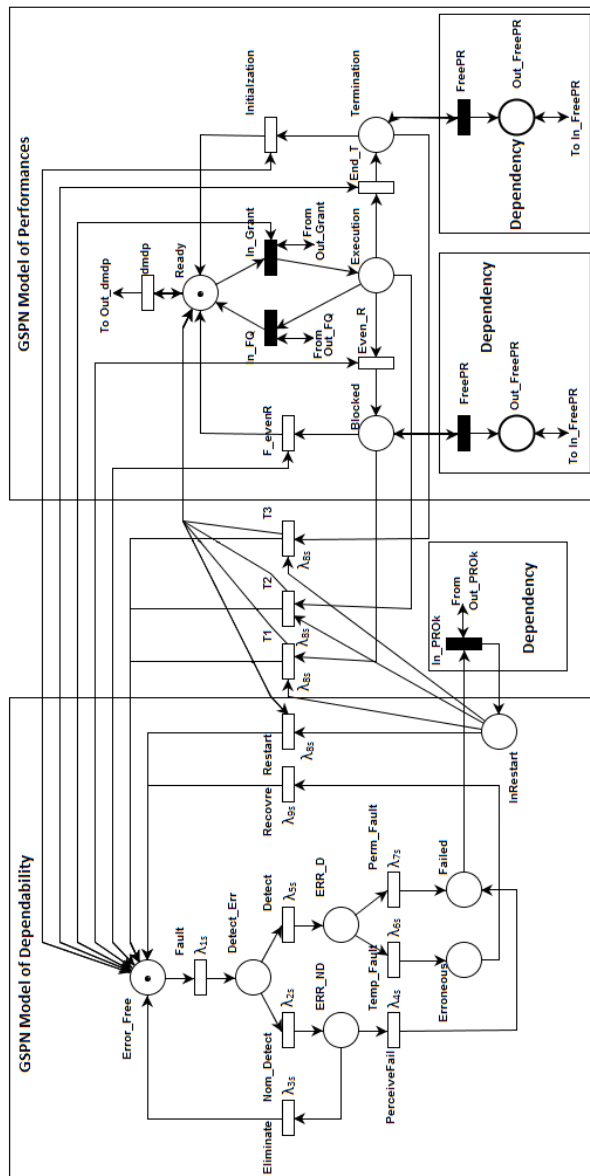 GSPN Model of Dependability
GSPN Model of Performances
Error_Free
Fault
λ1s
Detect_Err
Nom_Detect
λ2s
Detect
λ5s
Eliminate
λ3s
ERR_ND
ERR_D
PerceiveFail
λ4s
Temp_Fault
λ6s
Perm_Fault
λ7s
Erroneous
Failed
Recovre
λ9s
Restart
λ8s
InRestart
T1
λ8s
T2
λ8s
T3
λ8s
In_PROk
From
Out_PROk
Dependency
To Out_dmdp
dmdp
Ready
Initialzation
In_FQ
From
Out_FQ
In_Grant
From
Out_Grant
F_evenR
Blocked
Even_R
Execution
End_T
Termination
FreePR
Out_FreePR
To In_FreePR
Dependency
FreePR
Out_FreePR
To In_FreePR
Dependency